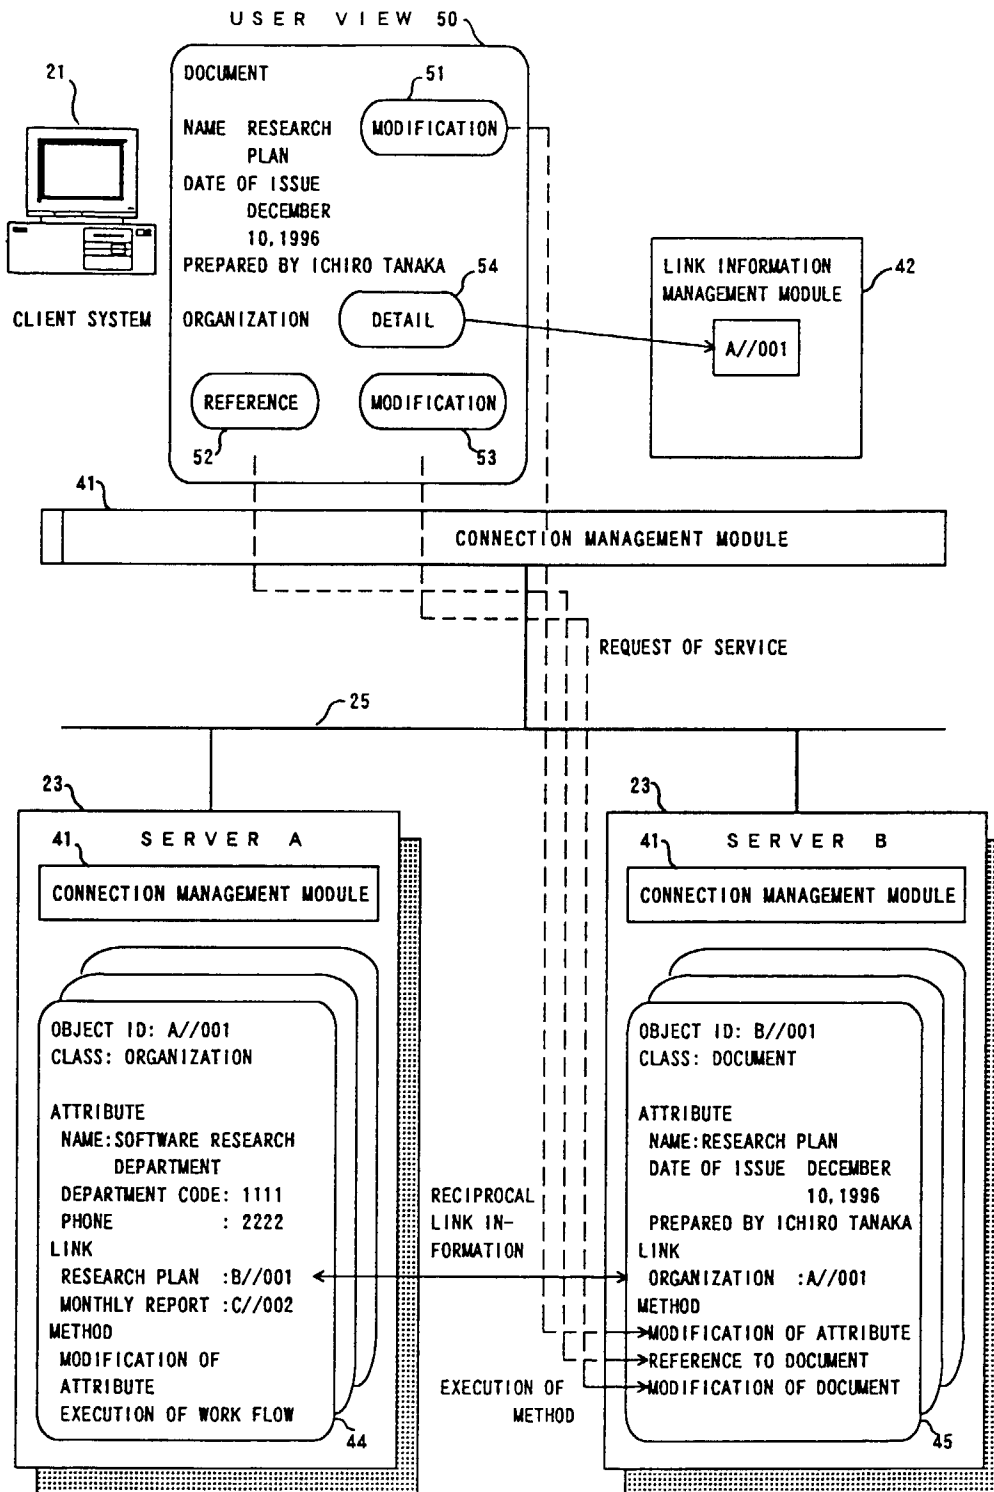 USER VIEW 50
DOCUMENT
51
21
MODIFICATION
NAME RESEARCH
PLAN
DATE OF ISSUE
DECEMBER
10,1996
PREPARED BY ICHIRO TANAKA
54
ORGANIZATION
DETAIL
CLIENT SYSTEM
LINK INFORMATION
MANAGEMENT MODULE
42
A//001
REFERENCE
MODIFICATION
52
53
41
CONNECTION MANAGEMENT MODULE
REQUEST OF SERVICE
25
23
SERVER A
41
CONNECTION MANAGEMENT MODULE
OBJECT ID: A//001
CLASS: ORGANIZATION
ATTRIBUTE
NAME:SOFTWARE RESEARCH
DEPARTMENT
DEPARTMENT CODE: 1111
PHONE : 2222
LINK
RESEARCH PLAN :B//001
MONTHLY REPORT :C//002
METHOD
MODIFICATION OF
ATTRIBUTE
EXECUTION OF WORK FLOW
44
RECIPROCAL
LINK IN-
FORMATION
EXECUTION OF
METHOD
23
SERVER B
41
CONNECTION MANAGEMENT MODULE
OBJECT ID: B//001
CLASS: DOCUMENT
ATTRIBUTE
NAME:RESEARCH PLAN
DATE OF ISSUE DECEMBER
10,1996
PREPARED BY ICHIRO TANAKA
LINK
ORGANIZATION :A//001
METHOD
MODIFICATION OF ATTRIBUTE
REFERENCE TO DOCUMENT
MODIFICATION OF DOCUMENT
45